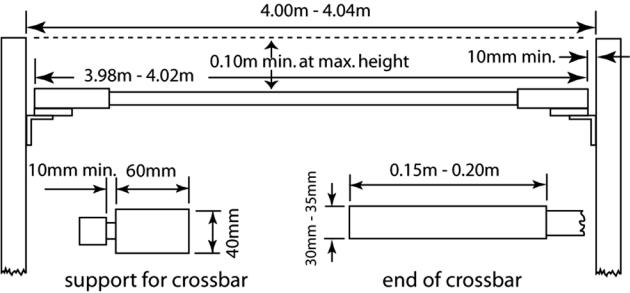 4.00m - 4.04m
0.10m min. at max. height
10mm min.
3.98m - 4.02m
10mm min. 60mm
0.15m - 0.20m
40mm
30mm - 35mm
support for crossbar
end of crossbar